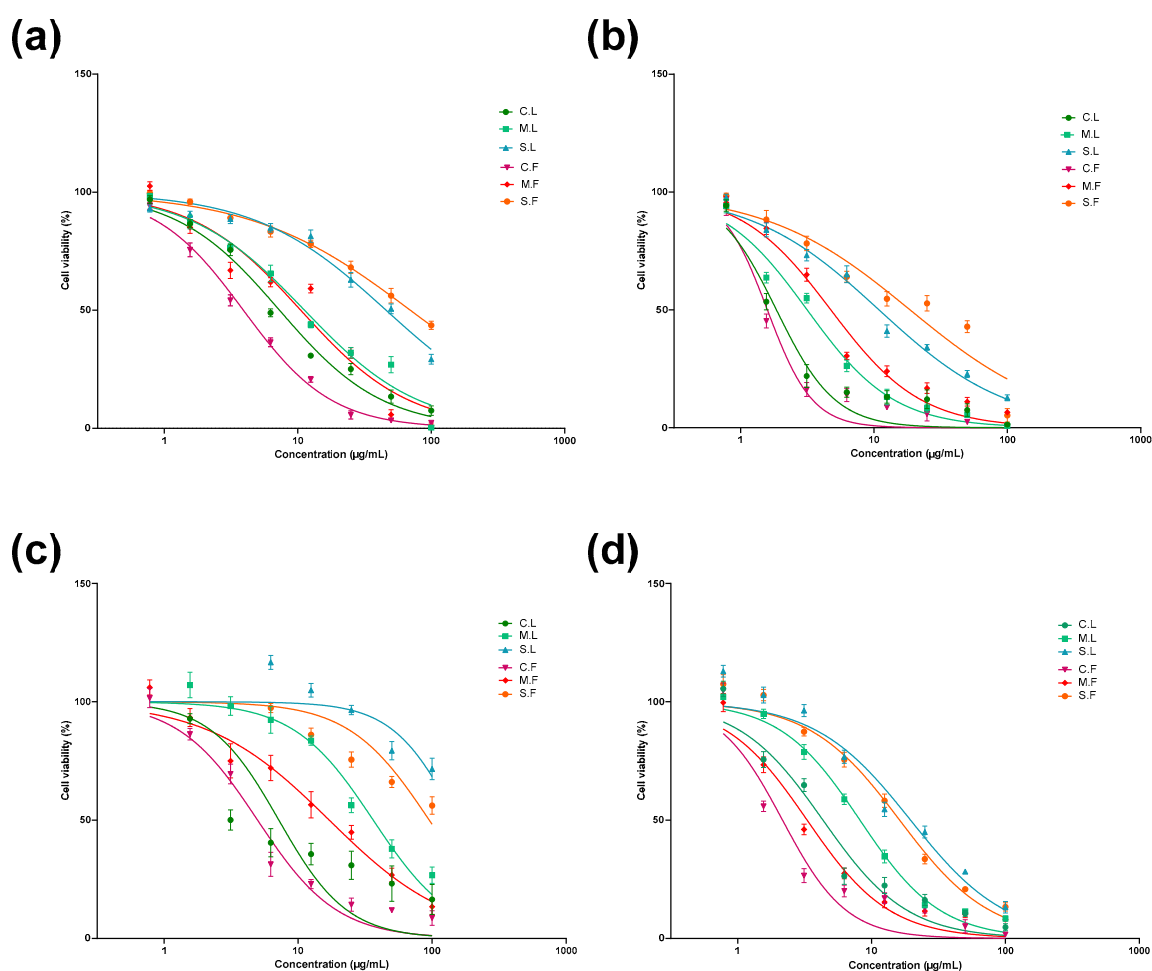 (a)
150
100
50
0
1
10
100
1000
Cell viability (%)
Concentration (µg/mL)
C.L
M.L
S.L
C.F
M.F
S.F
(b)
150
100
50
0
1
10
100
1000
Cell viability (%)
Concentration (µg/mL)
C.L
M.L
S.L
C.F
M.F
S.F
(c)
150
100
50
0
1
10
100
1000
Cell viability (%)
Concentration (µg/mL)
C.L
M.L
S.L
C.F
M.F
S.F
(d)
150
100
50
0
1
10
100
1000
Cell viability (%)
Concentration (µg/mL)
C.L
M.L
S.L
C.F
M.F
S.F